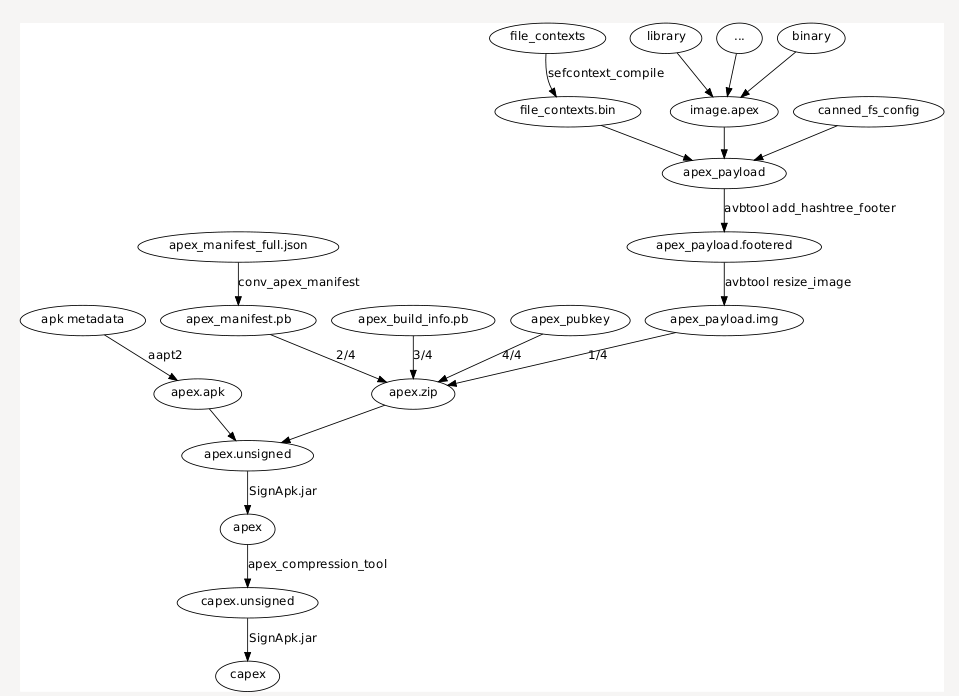 file_contexts
library
...
binary
sefcontext_compile
file_contexts.bin
image.apex
canned_fs_config
apex_payload
avbtool add_hashtree_footer
apex_manifest_full.json
apex_payload.footered
conv_apex_manifest
avbtool resize_image
apk metadata
apex_manifest.pb
apex_build_info.pb
apex_pubkey
apex_payload.img
aapt2
2/4
3/4
4/4
1/4
apex.apk
apex.zip
apex.unsigned
SignApk.jar
apex
apex_compression_tool
capex.unsigned
SignApk.jar
capex